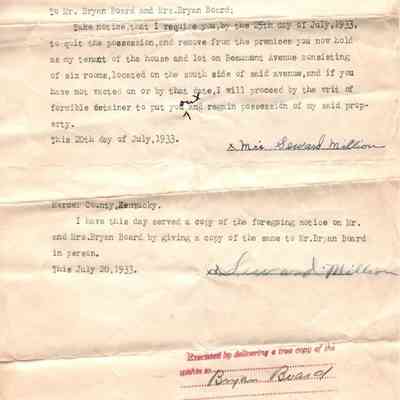 To Mr. Bryan Board and Mrs.Bryan Board:
Take notice,that I require you,by the 25th day of July,1933,
to quit the possession,and remove from the premises you now hold
as my tenant of the house and lot on Beaumont Avenue consisting
of six rooms,located on the south side of said avenue,and if you
have not vacted on or by that date,I will proceed by the writ of
forcible detainer to put you out and regain possession of my said prop-
erty.
This 20th day of July,1933.
x Mrs Seward Million
Mercer County,Kentucky.
I have this day served a copy of the foregoing notice on Mr.
and Mrs.Bryan Board by giving a copy of the same to Mr.Bryan Board
in person.
This July 20,1933.
x Seward Million
Executed by delivering a true copy of the
within to
Bryan Board